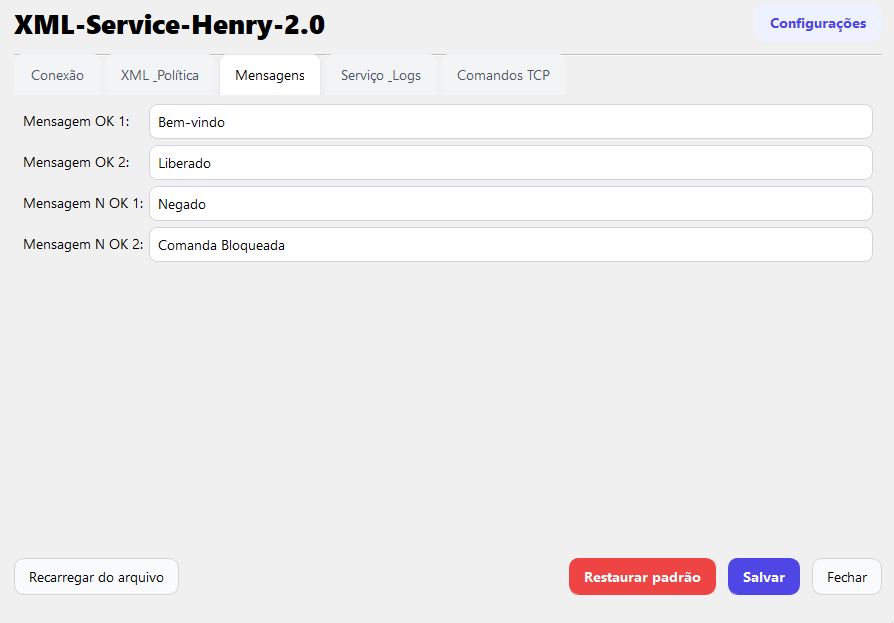 XML-Service-Henry-2.0
Configurações
Conexão
XML _Política
Mensagens
Serviço _Logs
Comandos TCP
Mensagem OK 1:
Bem-vindo
Mensagem OK 2:
Liberado
Mensagem N OK 1:
Negado
Mensagem N OK 2:
Comanda Bloqueada
Recarregar do arquivo
Restaurar padrão
Salvar
Fechar